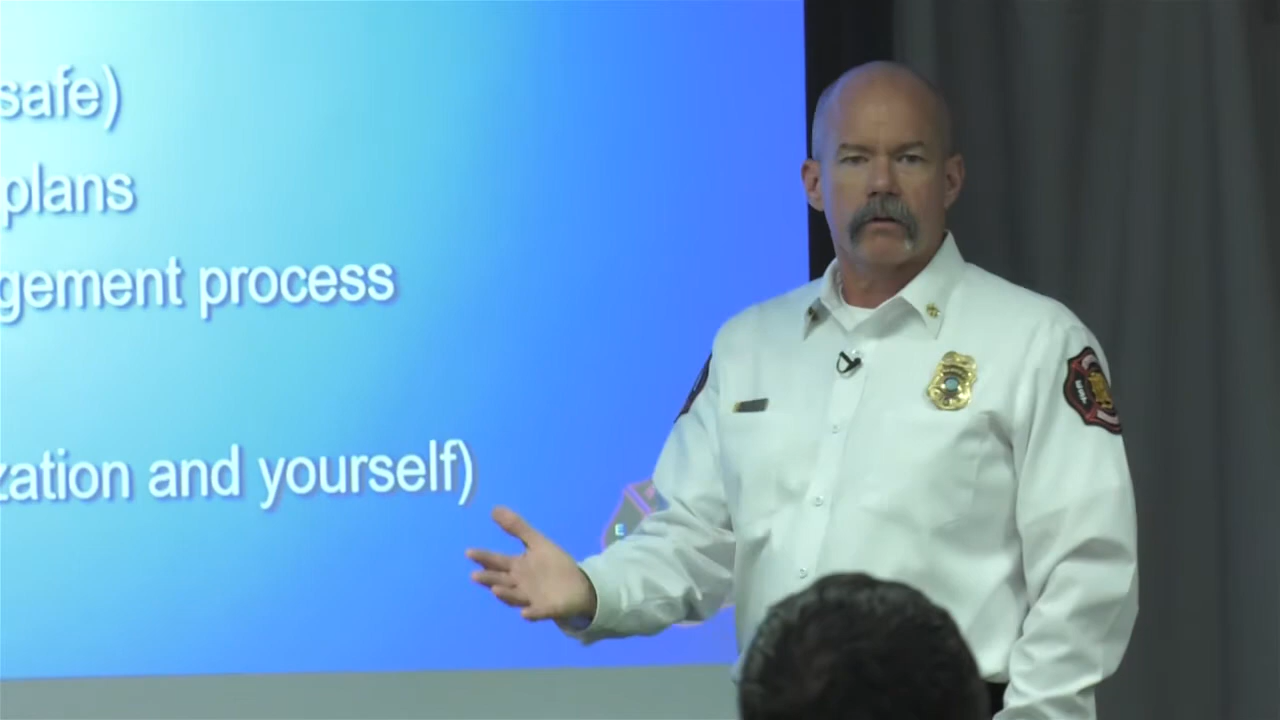 safe)
plans
gement process
zation and yourself)